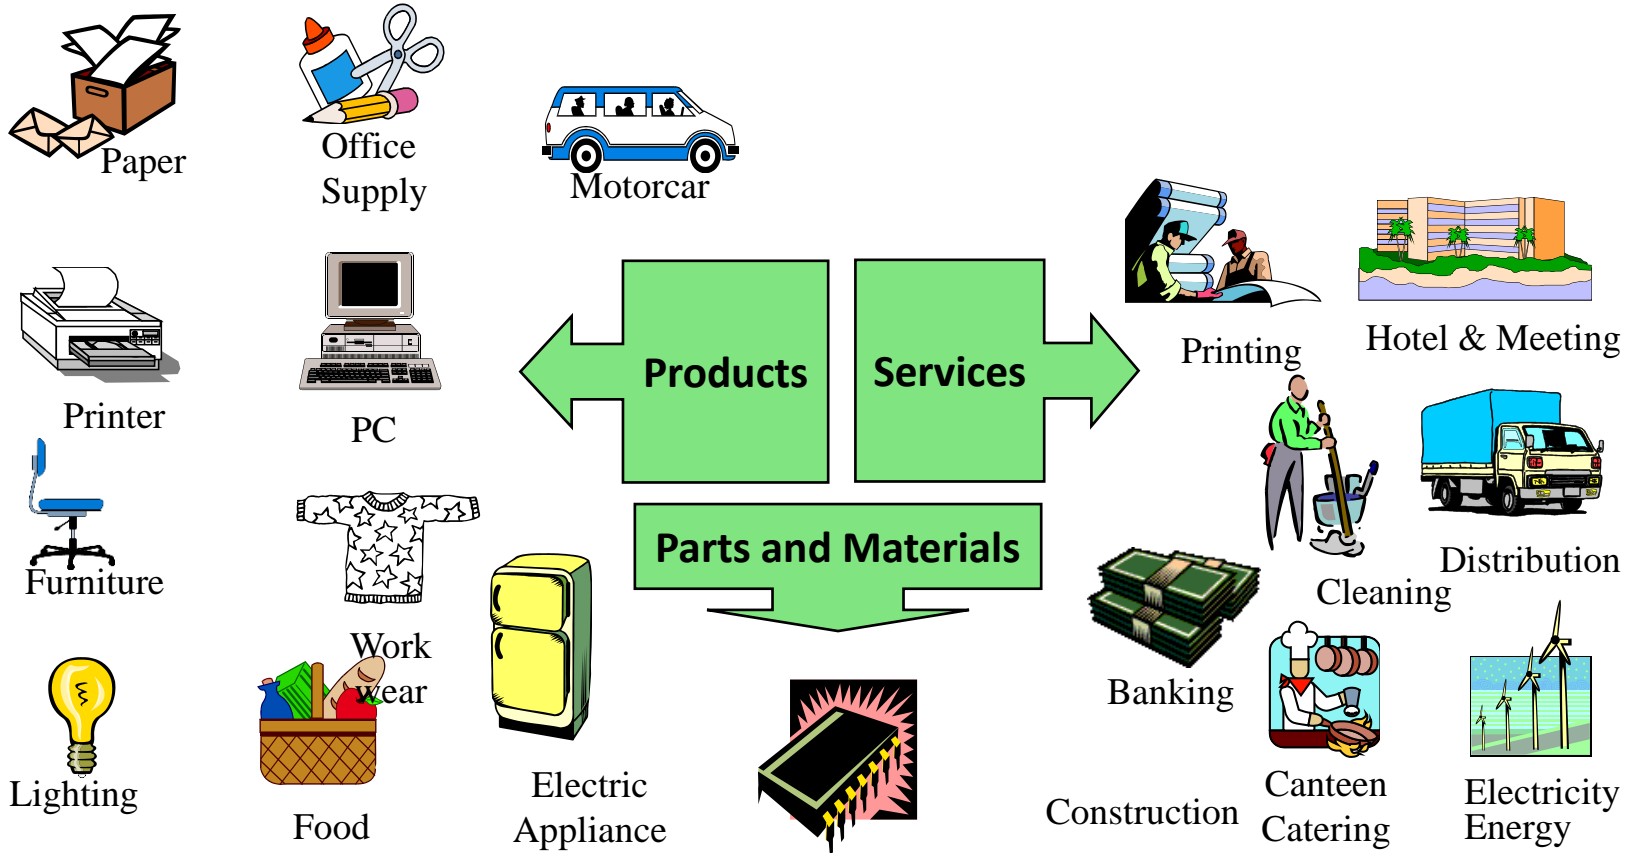 Paper
Office
Supply
Motorcar
Printer
PC
Products
Services
Printing
Hotel & Meeting
Furniture
Work
wear
Parts and Materials
Cleaning
Distribution
Lighting
Food
Electric
Appliance
Banking
Construction
Canteen
Catering
Electricity
Energy